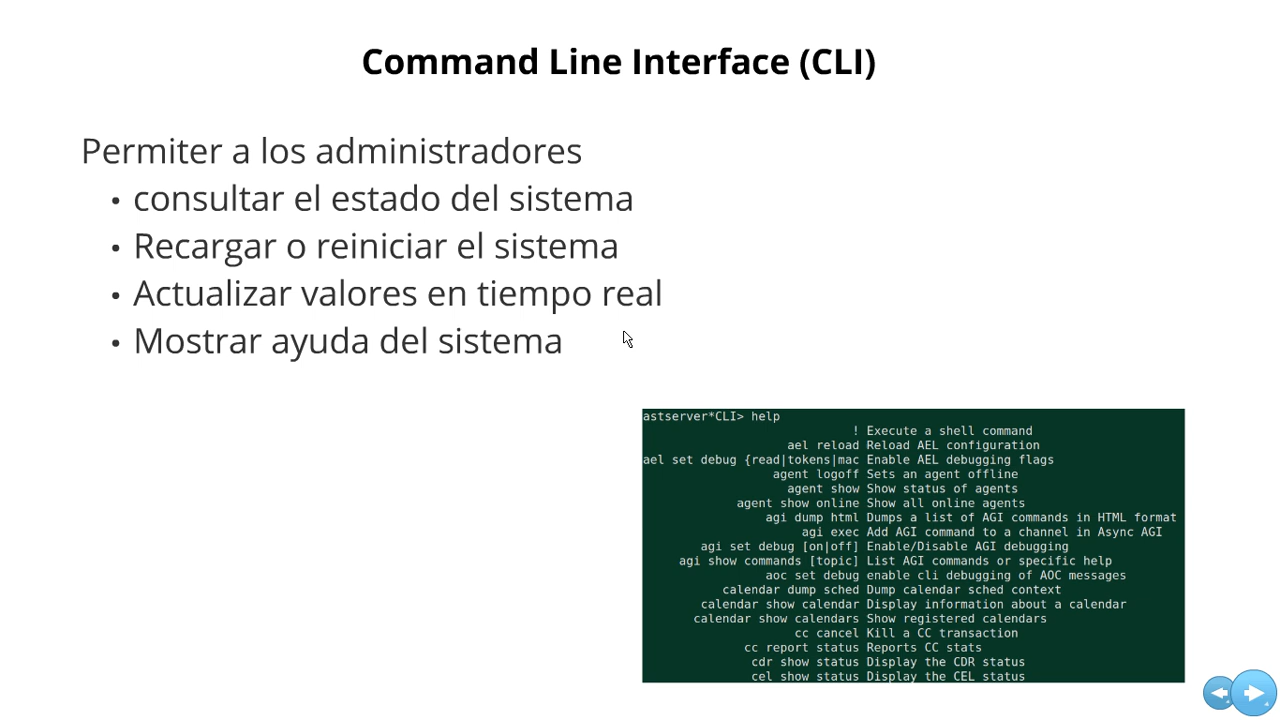 Command Line Interface (CLI)
Permiter a los administradores
• consultar el estado del sistema
• Recargar o reiniciar el sistema
• Actualizar valores en tiempo real
• Mostrar ayuda del sistema
astserver*CLI> help
! Execute a shell command
ael reload Reload AEL configuration
ael set debug {read|tokens|mac Enable AEL debugging flags
agent logoff Sets an agent offline
agent show Show status of agents
agent show online Show all online agents
agi dump html Dumps a list of AGI commands in HTML format
agi exec Add AGI command to a channel in Async AGI
agi set debug [on|off] Enable/Disable AGI debugging
agi show commands [topic] List AGI commands or specific help
aoc set debug enable cli debugging of AOC messages
calendar dump sched Dump calendar sched context
calendar show calendar Display information about a calendar
calendar show calendars Show registered calendars
cc cancel Kill a CC transaction
cc report status Reports CC stats
cdr show status Display the CDR status
cel show status Display the CEL status